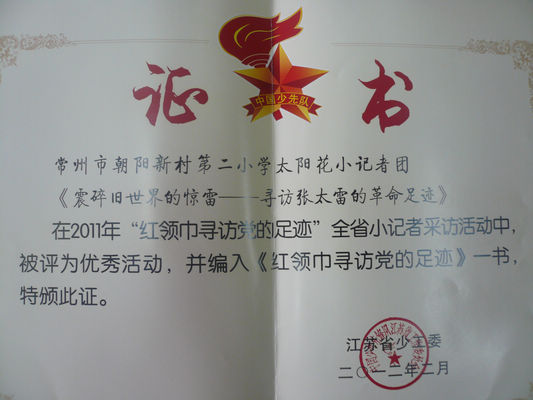 中国少先队
证书
常州市朝阳新村第二小学太阳花小记者团
《震碎旧世界的惊雷——寻访张太雷的革命足迹》
在2011年“红领巾寻访党的足迹”全省小记者采访活动中，
被评为优秀活动，并编入《红领巾寻访党的足迹》一书，
特颁此证。
江苏省少工委
二〇一二年二月